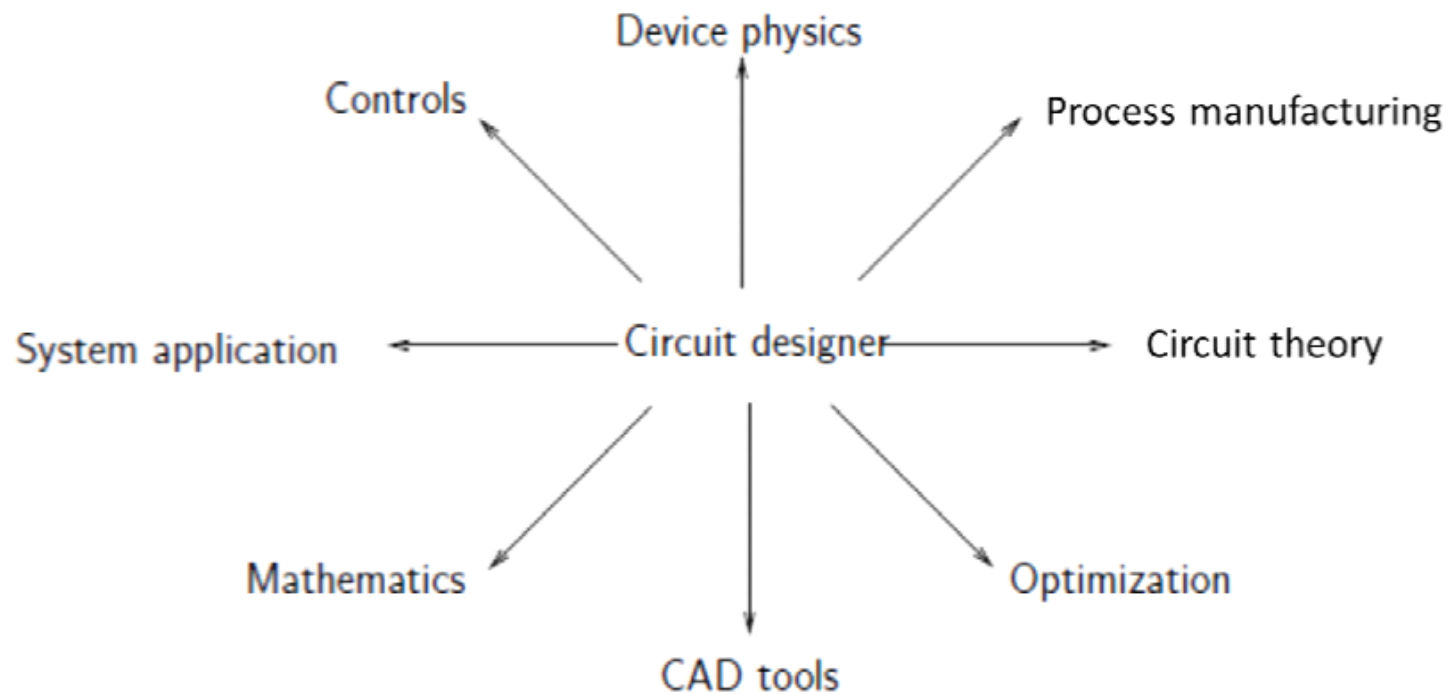 Device physics
Controls
Process manufacturing
System application
Circuit designer
Circuit theory
Mathematics
Optimization
CAD tools